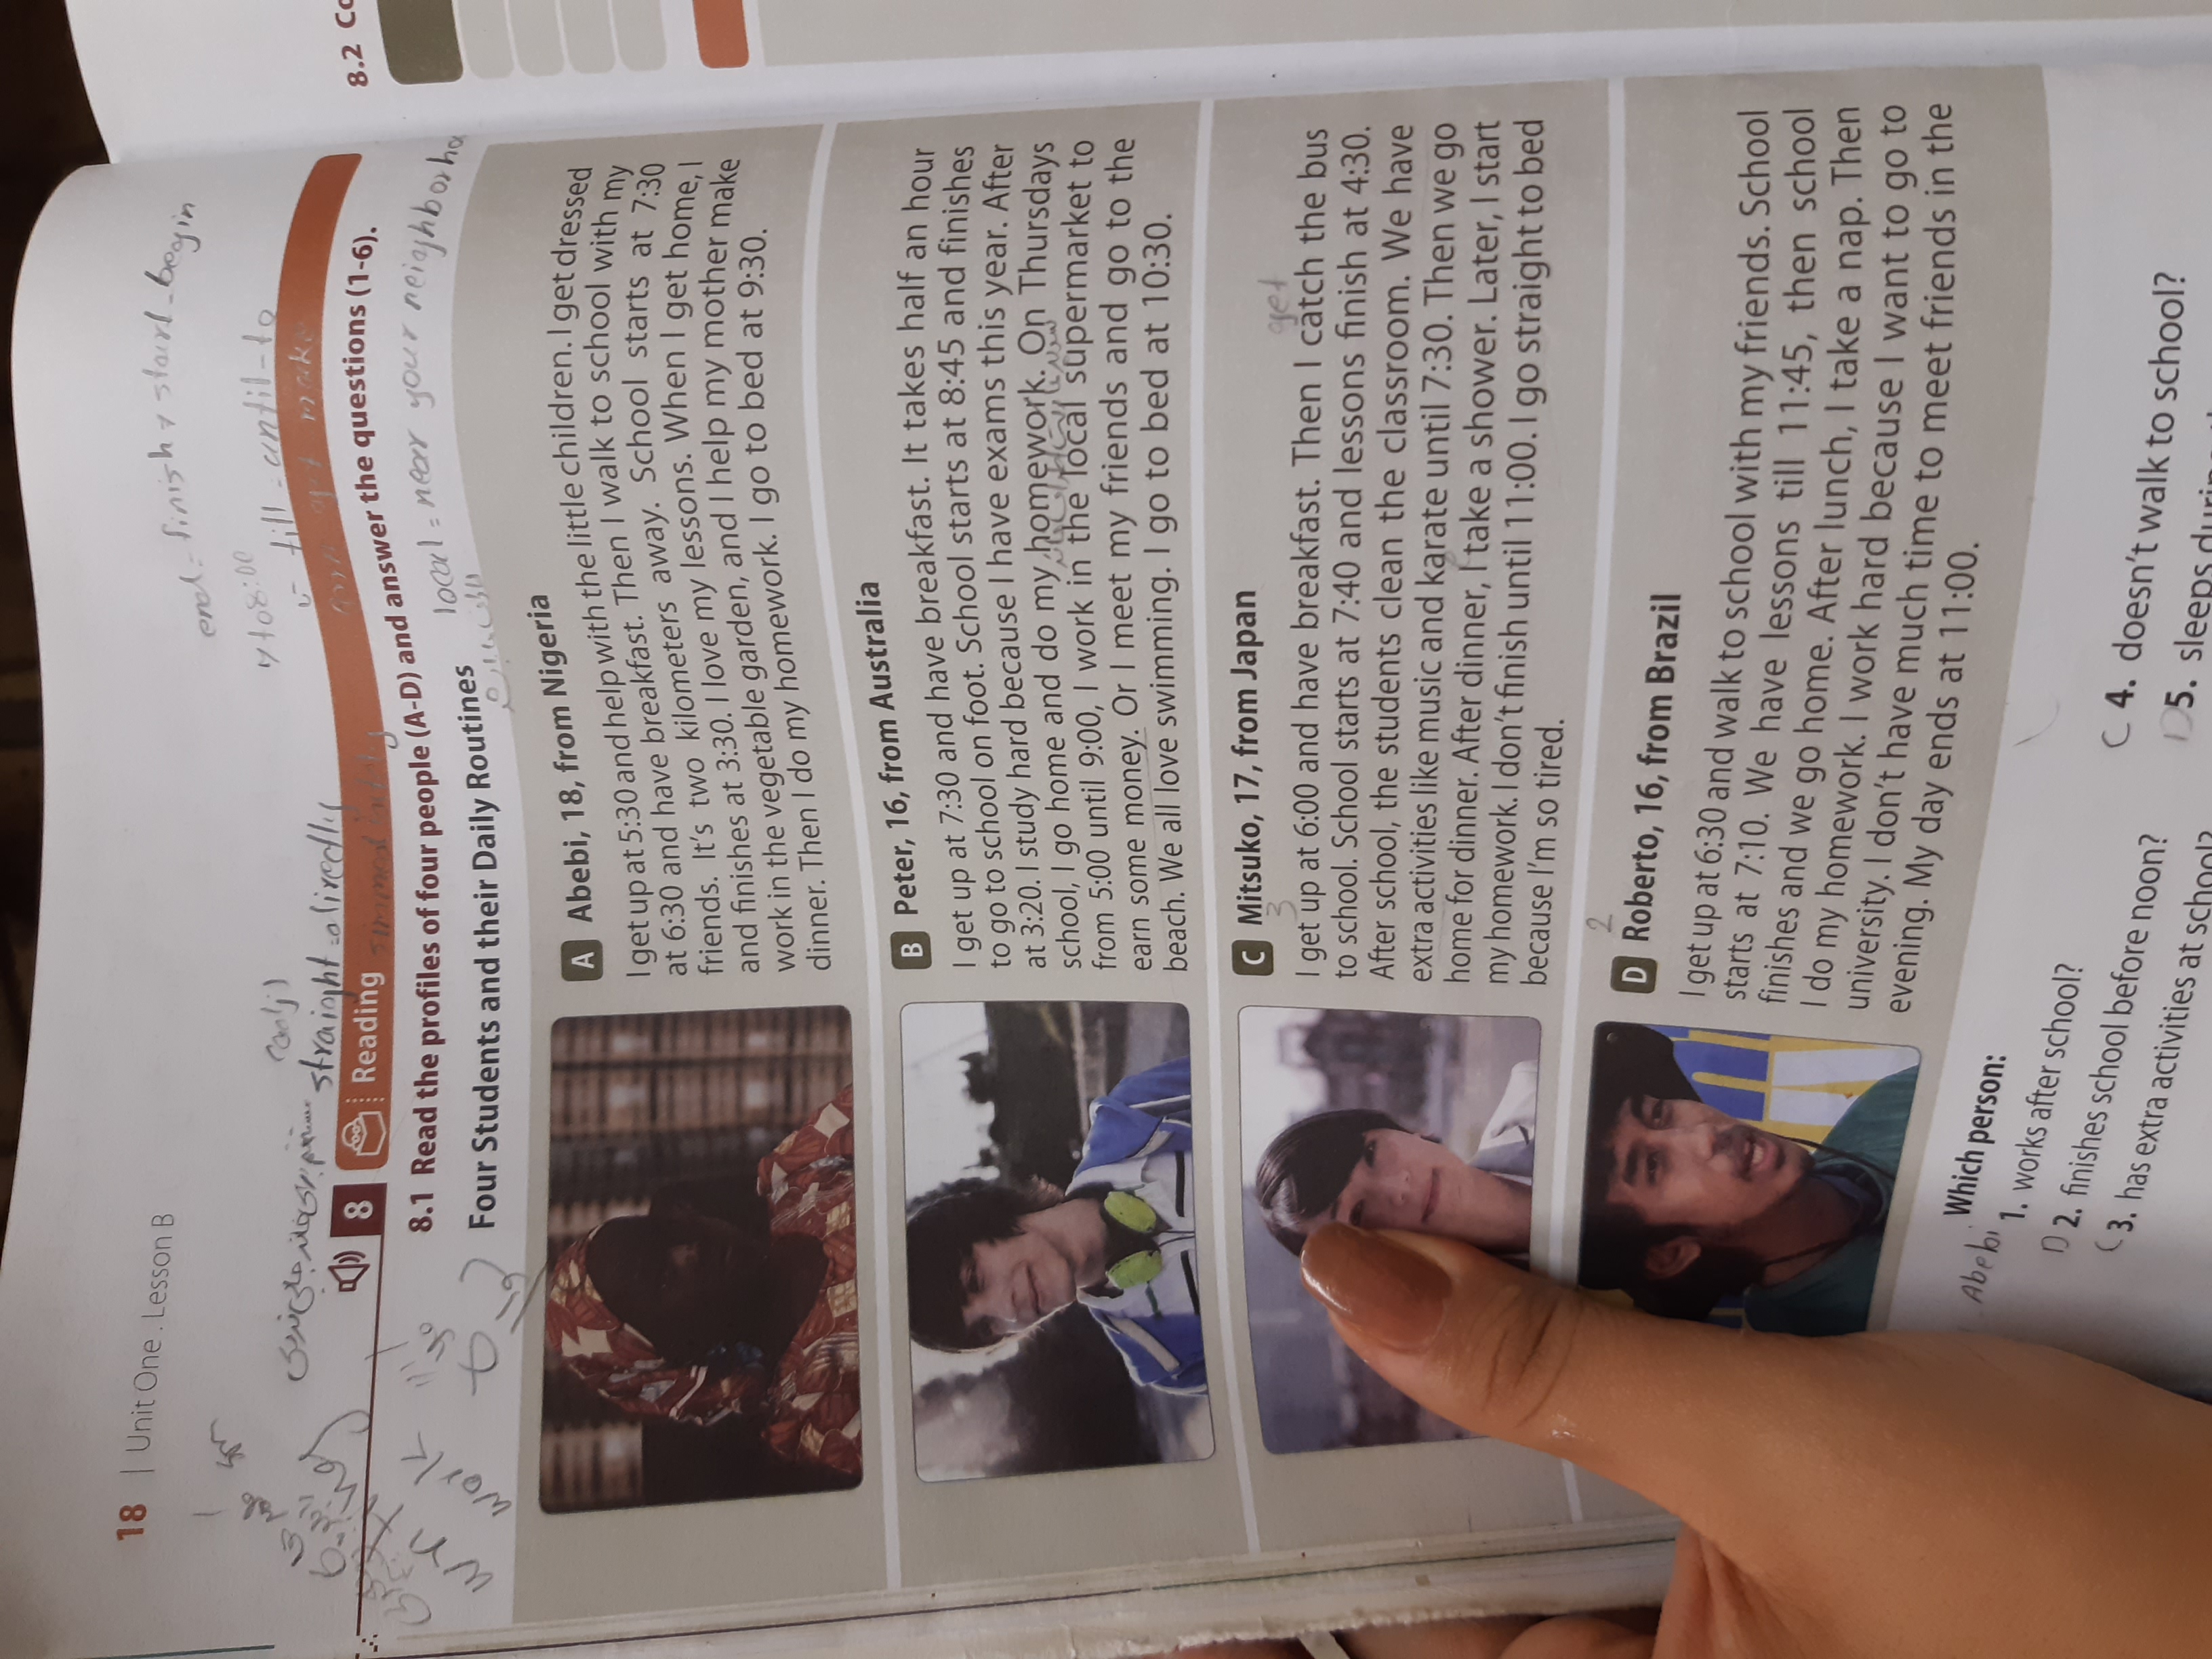 18 | Unit One . Lesson B
end = finish ≠ start - begin
7 to 8:00
till = until - to
straight = directly
work
8 Reading
8.1 Read the profiles of four people (A-D) and answer the questions (1-6).
local = near your neighborho
Four Students and their Daily Routines
A Abebi, 18, from Nigeria
I get up at 5:30 and help with the little children. I get dressed
at 6:30 and have breakfast. Then I walk to school with my
friends. It's two kilometers away. School starts at 7:30
and finishes at 3:30. I love my lessons. When I get home, I
work in the vegetable garden, and I help my mother make
dinner. Then I do my homework. I go to bed at 9:30.
B Peter, 16, from Australia
I get up at 7:30 and have breakfast. It takes half an hour
to go to school on foot. School starts at 8:45 and finishes
at 3:20. I study hard because I have exams this year. After
school, I go home and do my homework. On Thursdays
from 5:00 until 9:00, I work in the local supermarket to
earn some money. Or I meet my friends and go to the
beach. We all love swimming. I go to bed at 10:30.
C Mitsuko, 17, from Japan
3
get
I get up at 6:00 and have breakfast. Then I catch the bus
to school. School starts at 7:40 and lessons finish at 4:30.
After school, the students clean the classroom. We have
extra activities like music and karate until 7:30. Then we go
home for dinner. After dinner, I take a shower. Later, I start
my homework. I don't finish until 11:00. I go straight to bed
because I'm so tired.
2
D Roberto, 16, from Brazil
I get up at 6:30 and walk to school with my friends. School
starts at 7:10. We have lessons till 11:45, then school
finishes and we go home. After lunch, I take a nap. Then
I do my homework. I work hard because I want to go to
university. I don't have much time to meet friends in the
evening. My day ends at 11:00.
Which person:
Abebi 1. works after school?
D 2. finishes school before noon?
C 3. has extra activities at school?
C 4. doesn't walk to school?
D 5. sleeps
8.2